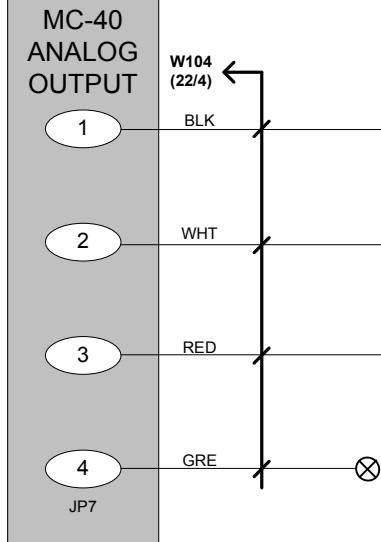 MC-40
ANALOG
OUTPUT
W104
(22/4)
1
BLK
2
WHT
3
RED
4
GRE
JP7